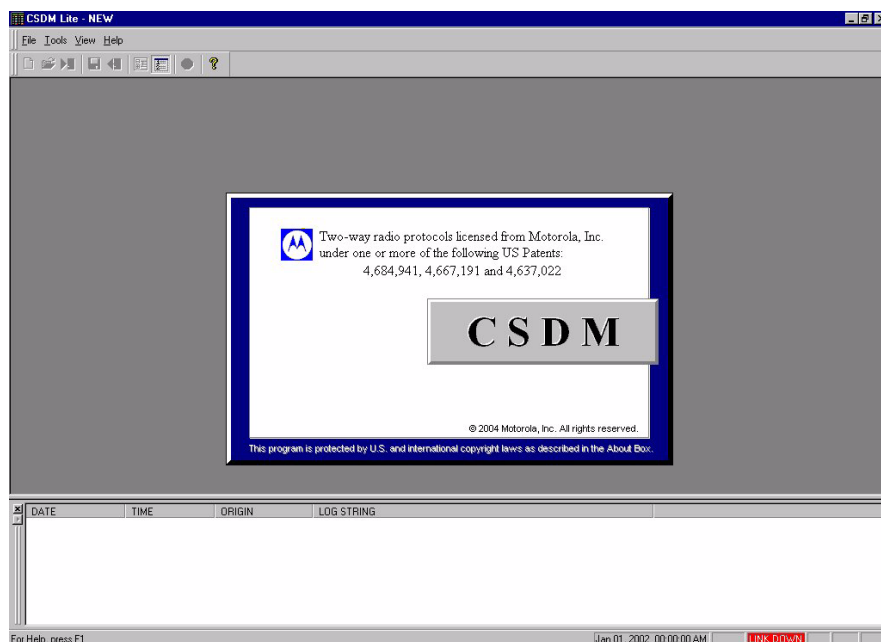 CSDM Lite - NEW
File Tools View Help
Two-way radio protocols licensed from Motorola, Inc.
under one or more of the following US Patents:
4,684,941, 4,667,191 and 4,637,022
CSDM
© 2004 Motorola, Inc. All rights reserved.
This program is protected by U.S. and international copyright laws as described in the About Box.
DATE TIME ORIGIN LOG STRING
For Help, press F1 Jan 01, 2002 00:00:00 AM LINK DOWN